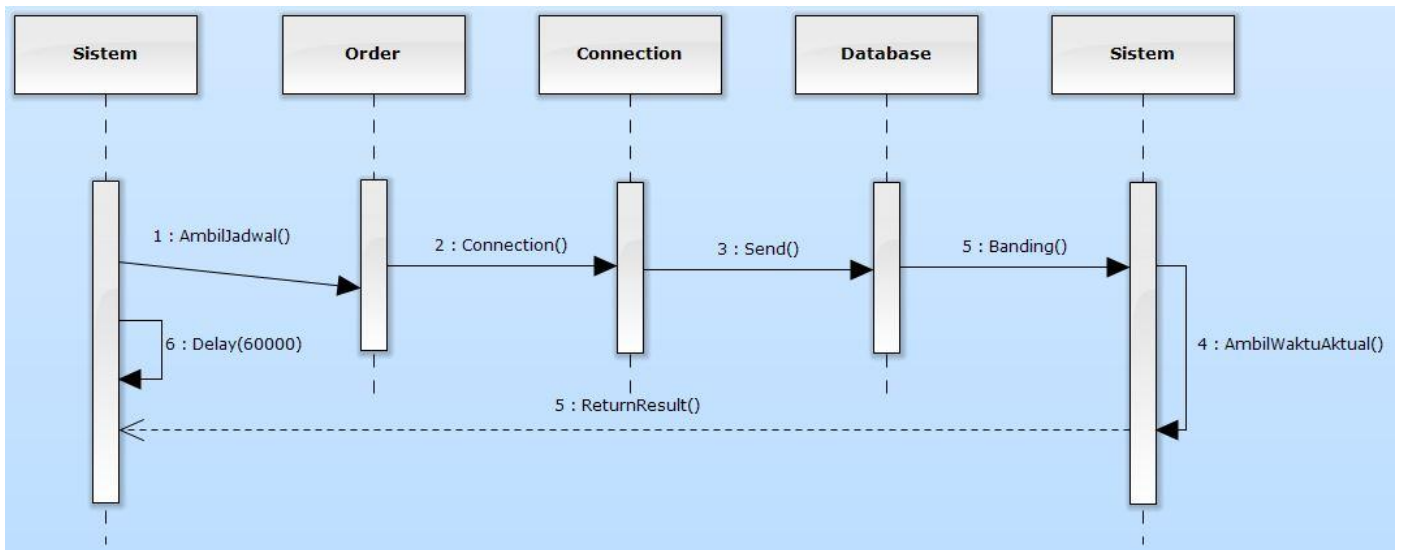 Sistem
Order
Connection
Database
Sistem
1 : AmbilJadwal()
2 : Connection()
3 : Send()
5 : Banding()
6 : Delay(60000)
4 : AmbilWaktuAktual()
5 : ReturnResult()